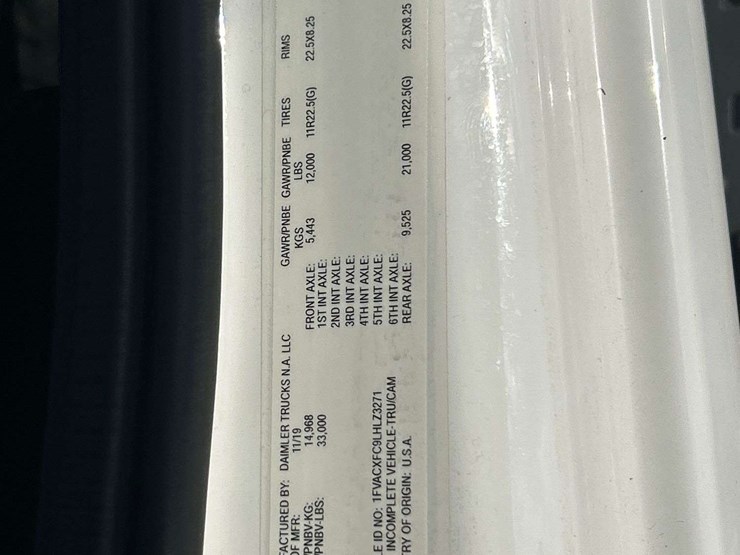 FACTURED BY: DAIMLER TRUCKS N.A. LLC
OF MFR: 11/19 GAWR/PNBE KGS GAWR/PNBE LBS TIRES RIMS
PNBV-KG: 14,968 FRONT AXLE: 5,443 12,000 11R22.5(G) 22.5X8.25
PNBV-LBS: 33,000 1ST INT AXLE:
2ND INT AXLE:
3RD INT AXLE:
4TH INT AXLE:
E ID NO: 1FVACXFC9LHLZ3271 5TH INT AXLE:
INCOMPLETE VEHICLE-TRU/CAM 6TH INT AXLE:
RY OF ORIGIN: U.S.A. REAR AXLE: 9,525 21,000 11R22.5(G) 22.5X8.25